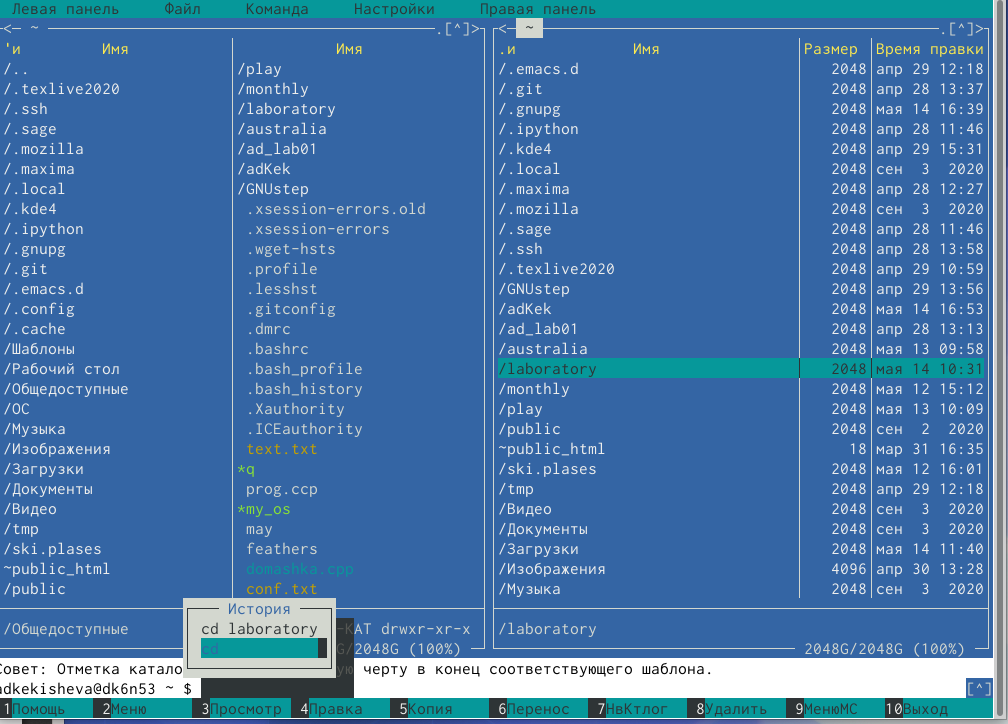 Левая панель Файл Команда Настройки Правая панель
<— ~ .[^]> <— ~ .[^]>
'и Имя Имя .и Имя Размер Время правки
/.. /play /.emacs.d 2048 апр 29 12:18
/.texlive2020 /monthly /.git 2048 апр 28 13:37
/.ssh /laboratory /.gnupg 2048 мая 14 16:39
/.sage /australia /.ipython 2048 апр 28 11:46
/.mozilla /ad_lab01 /.kde4 2048 апр 29 15:31
/.maxima /adKek /.local 2048 сен 3 2020
/.local /GNUstep /.maxima 2048 апр 28 12:27
/.kde4 .xsession-errors.old /.mozilla 2048 сен 3 2020
/.ipython .xsession-errors /.sage 2048 апр 28 11:46
/.gnupg .wget-hsts /.ssh 2048 апр 28 13:58
/.git .profile /.texlive2020 2048 апр 29 10:59
/.emacs.d .lesshst /GNUstep 2048 апр 29 13:56
/.config .gitconfig /adKek 2048 мая 14 16:53
/.cache .dmrc /ad_lab01 2048 апр 28 13:13
/Шаблоны .bashrc /australia 2048 мая 13 09:58
/Рабочий стол .bash_profile /laboratory 2048 мая 14 10:31
/Общедоступные .bash_history /monthly 2048 мая 12 15:12
/ОС .Xauthority /play 2048 мая 13 10:09
/Музыка .ICEauthority /public 2048 сен 2 2020
/Изображения text.txt ~public_html 18 мар 31 16:35
/Загрузки *q /ski.plases 2048 мая 12 16:01
/Документы prog.ccp /tmp 2048 апр 29 12:18
/Видео *my_os /Видео 2048 сен 3 2020
/tmp may /Документы 2048 сен 3 2020
/ski.plases feathers /Загрузки 2048 мая 14 11:40
~public_html domashka.cpp /Изображения 4096 апр 30 13:28
/public conf.txt /Музыка 2048 сен 3 2020
История
/Общедоступные cd laboratory -КАТ drwxr-xr-x /laboratory
cd G/2048G (100%) 2048G/2048G (100%)
Совет: Отметка катало ую черту в конец соответствующего шаблона.
adkekisheva@dk6n53 ~ $ [^]
1Помощь 2Меню 3Просмотр 4Правка 5Копия 6Перенос 7НвКтлог 8Удалить 9МенюМС 10Выход